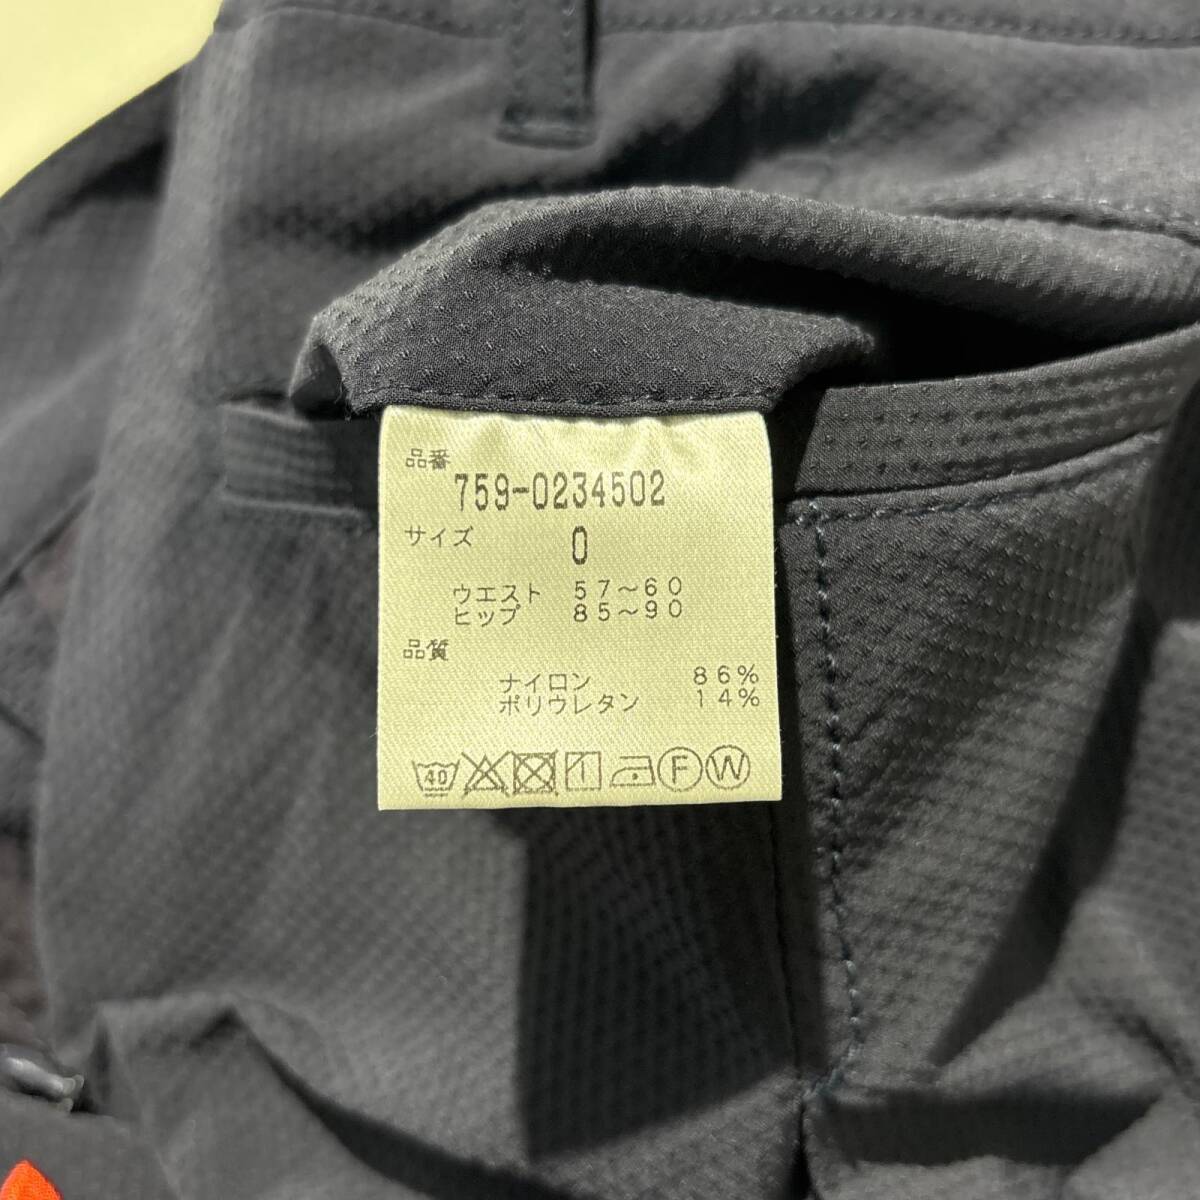 品番
759-0234502
サイズ 0
ウエスト 57～60
ヒップ 85～90
品質
ナイロン 86%
ポリウレタン 14%
40 F W